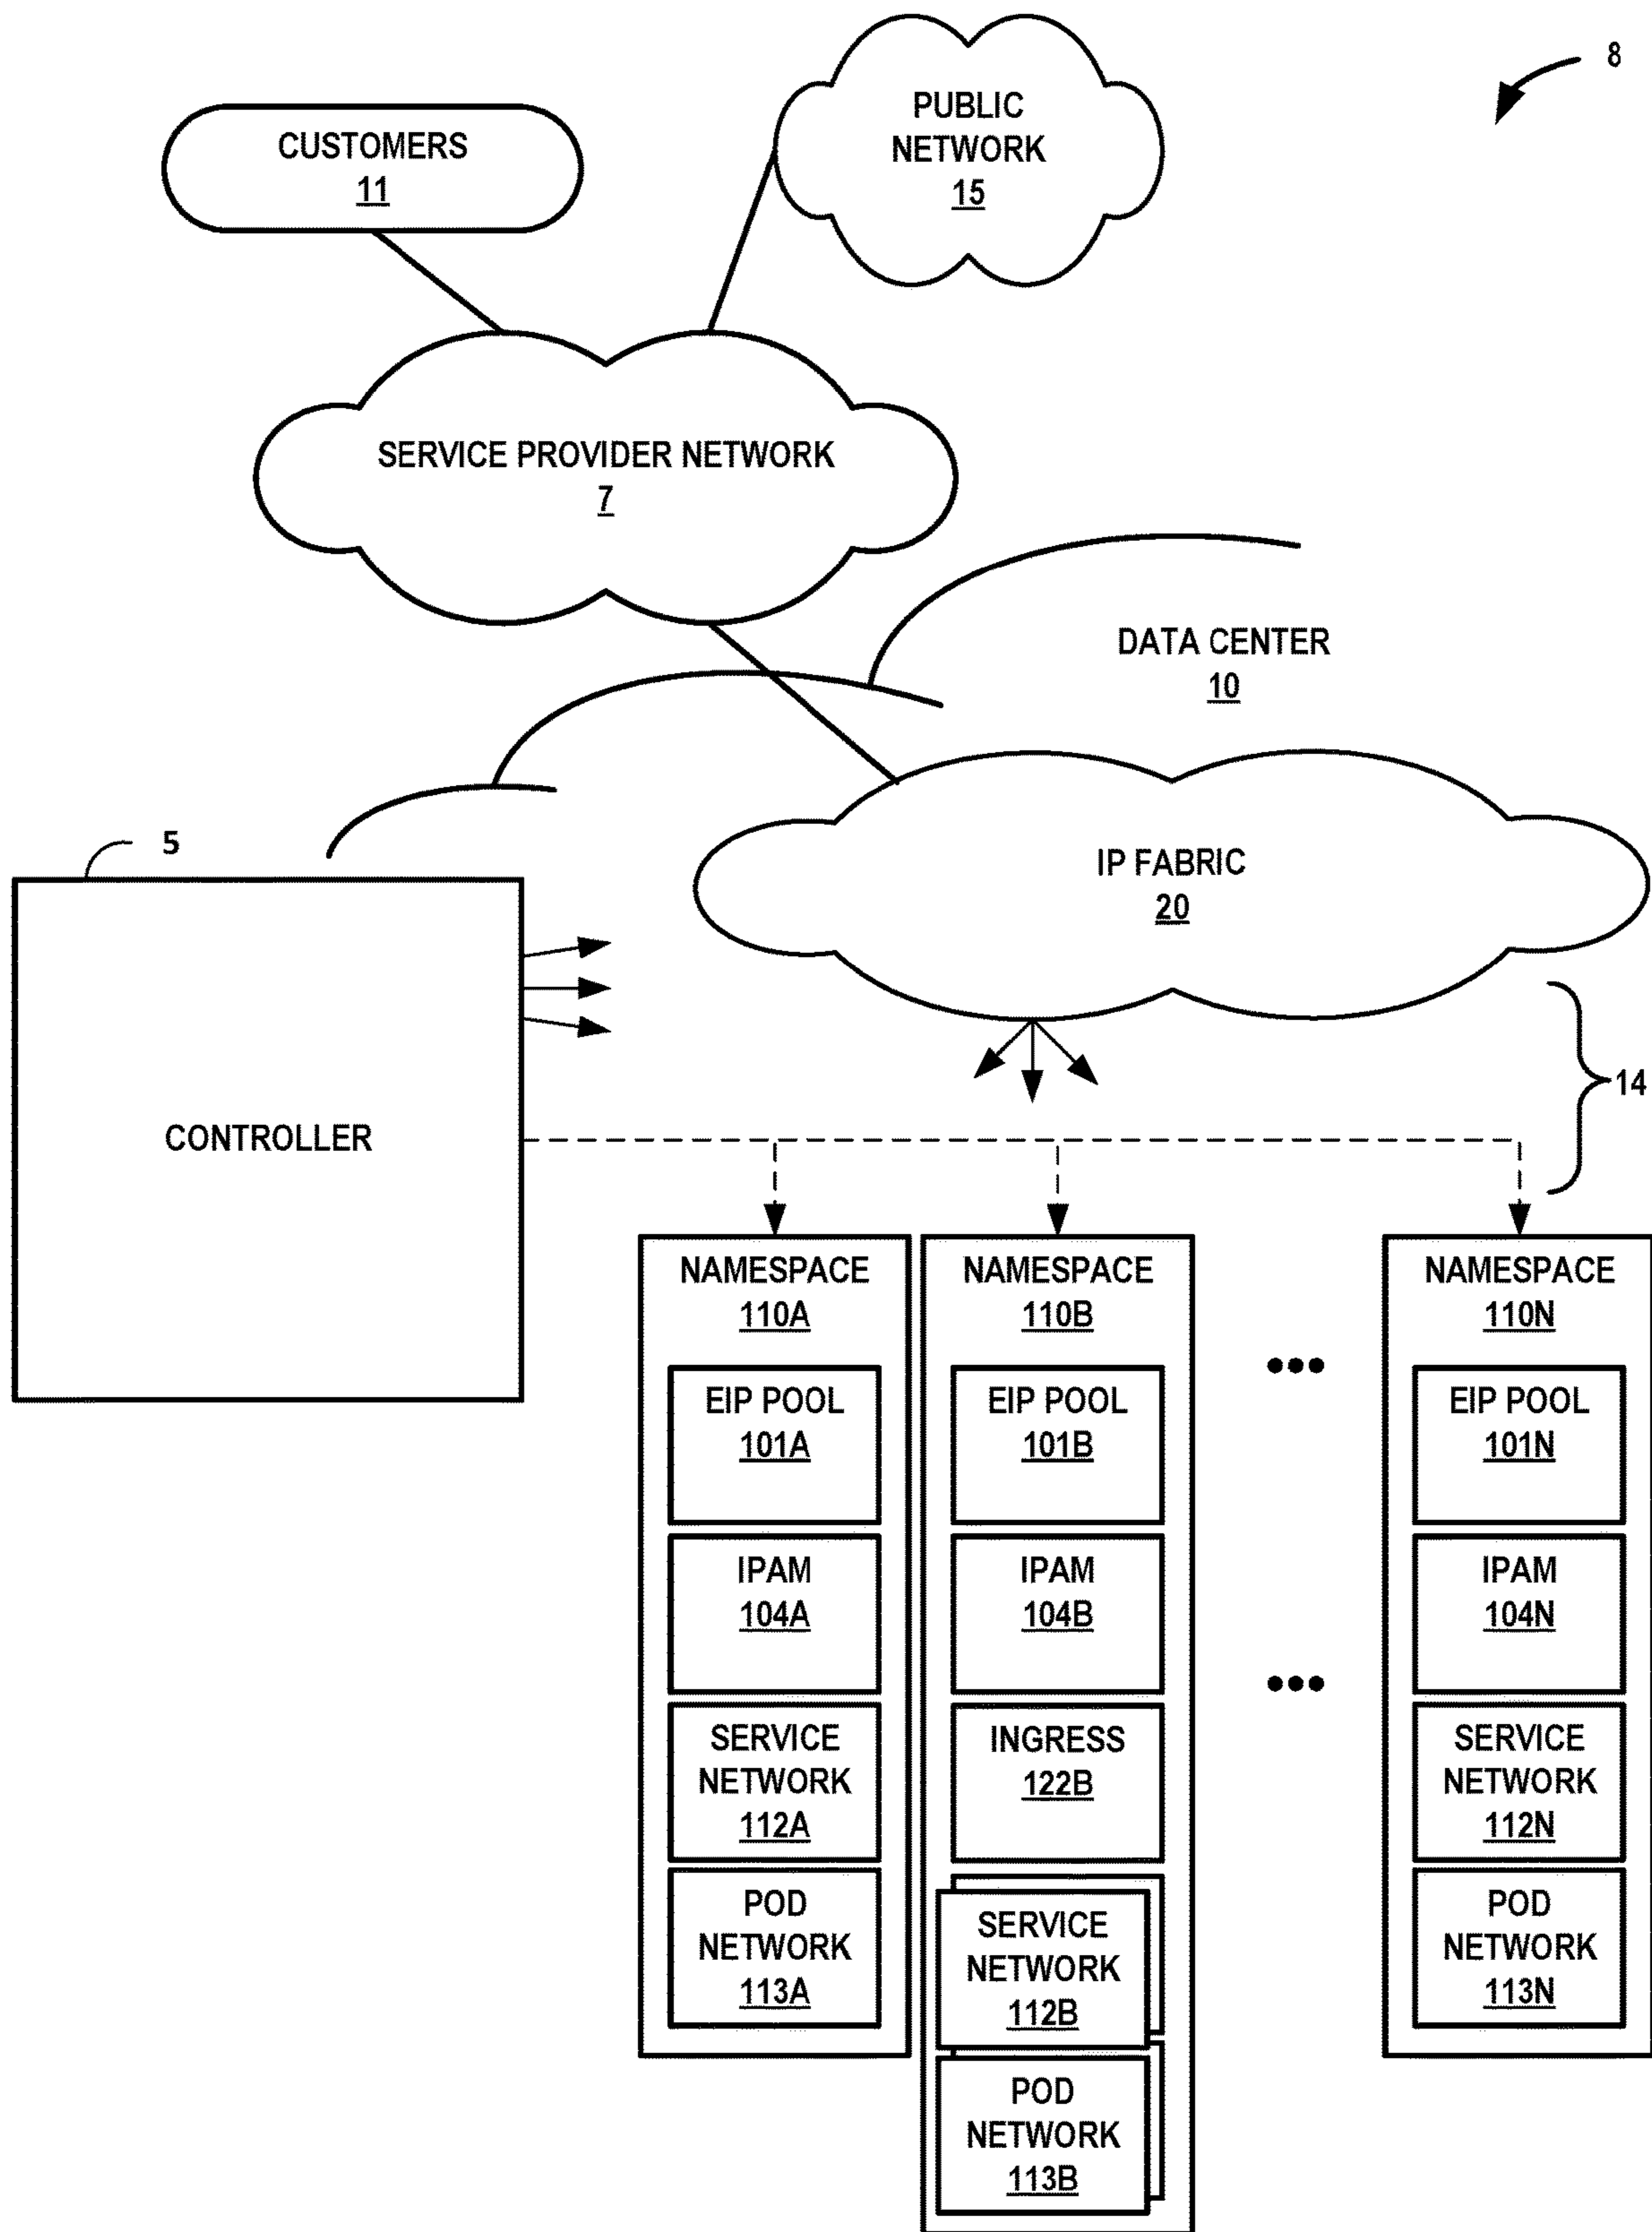 8
PUBLIC
NETWORK
15
CUSTOMERS
11
SERVICE PROVIDER NETWORK
7
DATA CENTER
10
5
IP FABRIC
20
14
CONTROLLER
NAMESPACE
110A
EIP POOL
101A
IPAM
104A
SERVICE
NETWORK
112A
POD
NETWORK
113A
NAMESPACE
110B
EIP POOL
101B
IPAM
104B
INGRESS
122B
SERVICE
NETWORK
112B
POD
NETWORK
113B
•••
•••
NAMESPACE
110N
EIP POOL
101N
IPAM
104N
SERVICE
NETWORK
112N
POD
NETWORK
113N